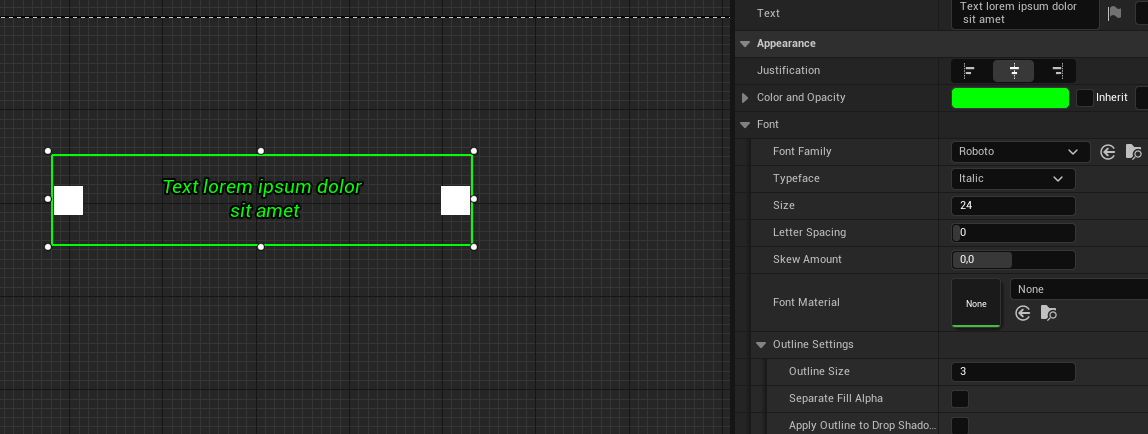 Text
Text lorem ipsum dolor
sit amet
Appearance
Justification
Color and Opacity
Inherit
Font
Font Family
Roboto
Typeface
Italic
Size
24
Letter Spacing
0
Skew Amount
0,0
Font Material
None
None
Outline Settings
Outline Size
3
Separate Fill Alpha
Apply Outline to Drop Shado...
Text lorem ipsum dolor
sit amet